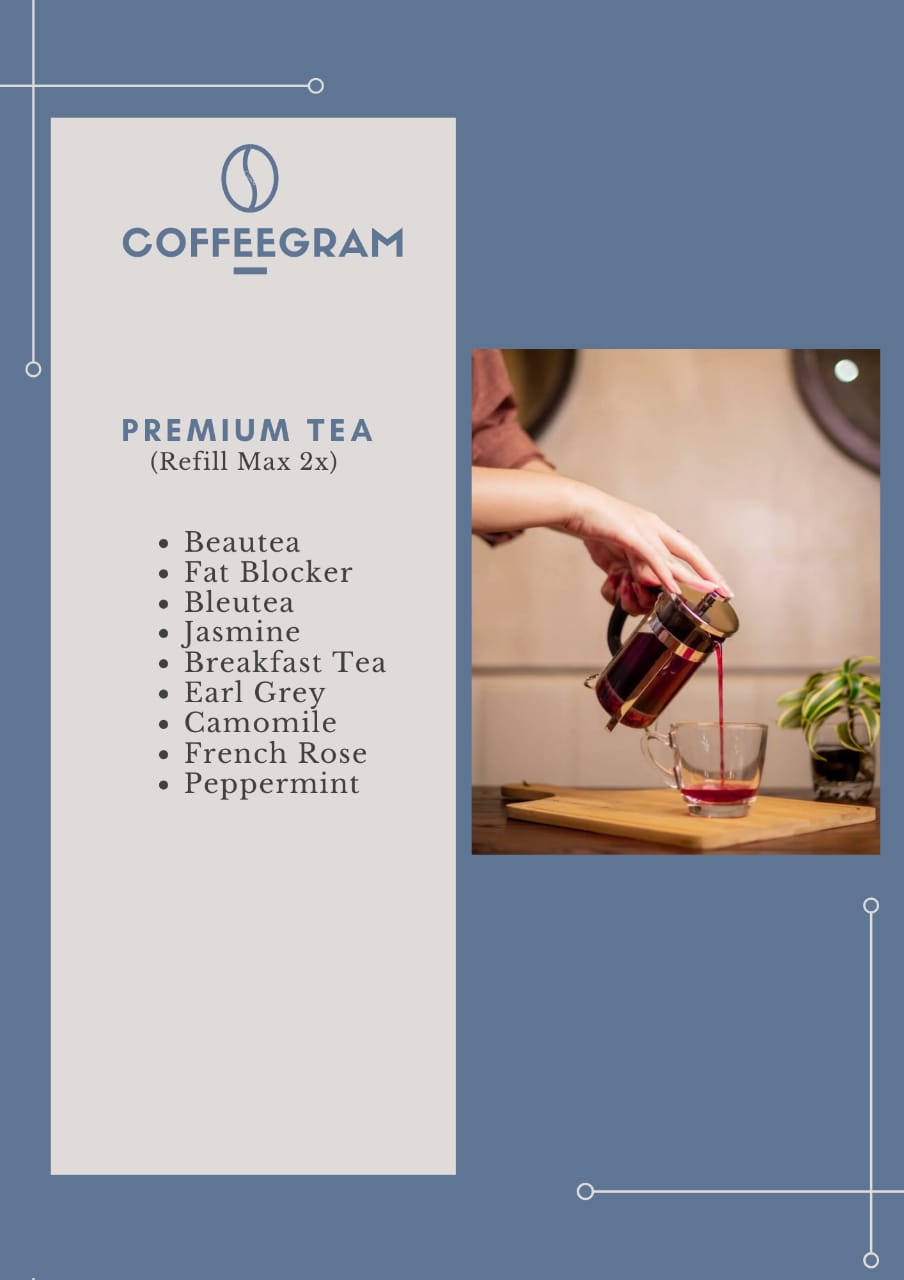 COFFEEGRAM
PREMIUM TEA
(Refill Max 2x)
• Beautea
• Fat Blocker
• Bleutea
• Jasmine
• Breakfast Tea
• Earl Grey
• Camomile
• French Rose
• Peppermint